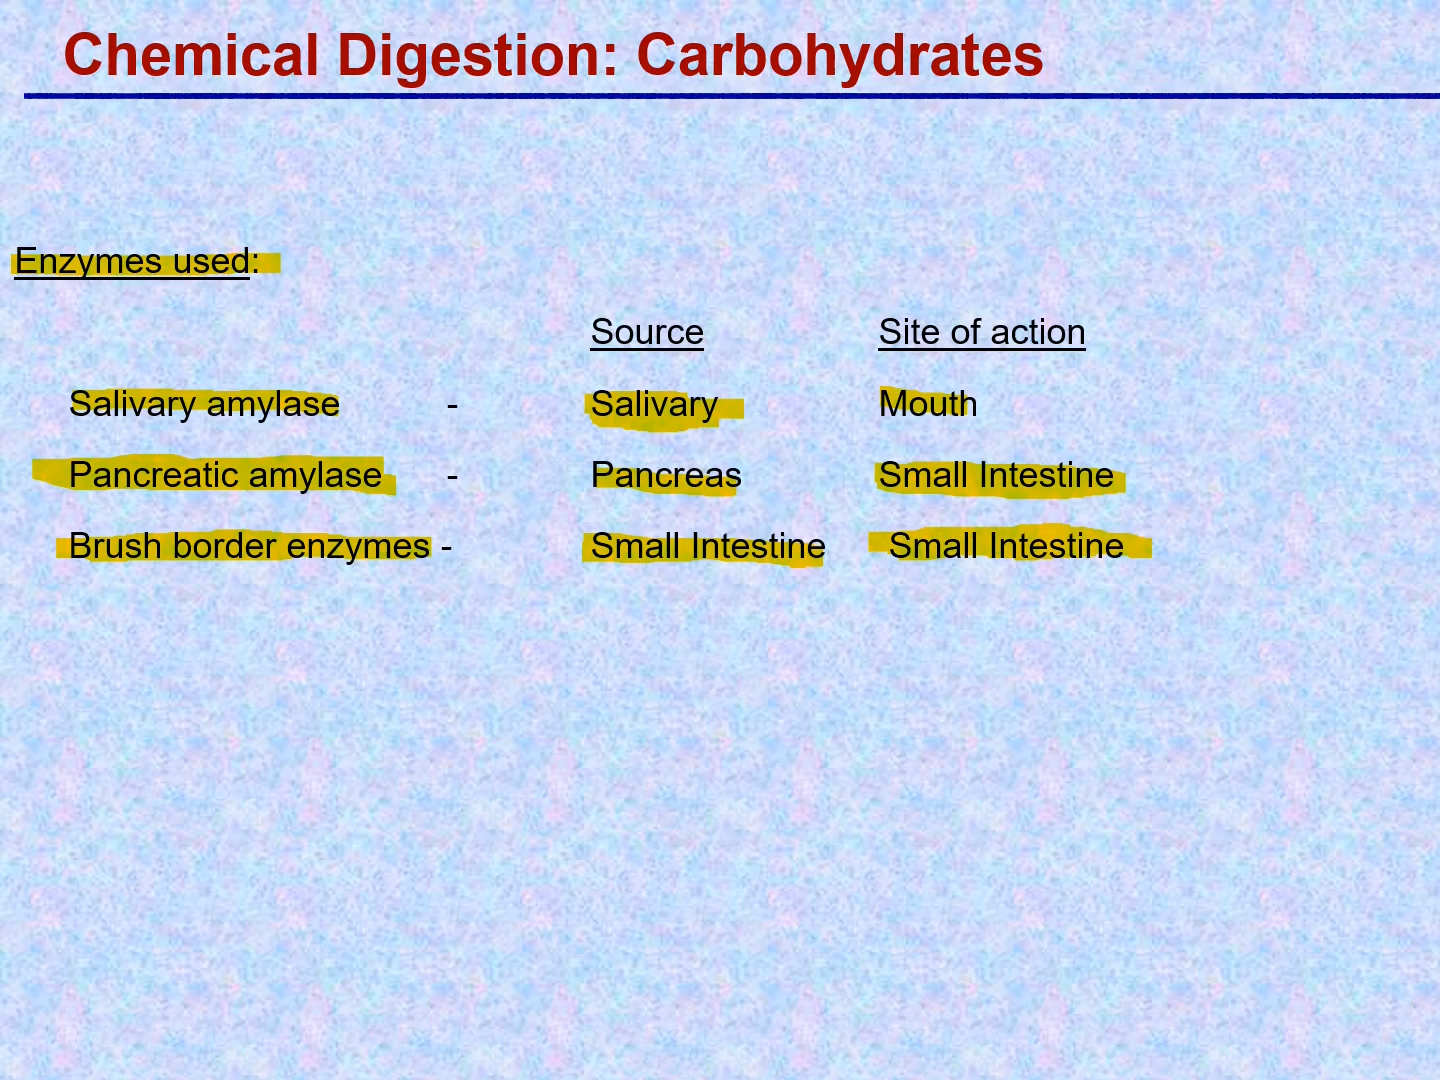 Chemical Digestion: Carbohydrates
Enzymes used:
Source Site of action
Salivary amylase - Salivary Mouth
Pancreatic amylase - Pancreas Small Intestine
Brush border enzymes - Small Intestine Small Intestine